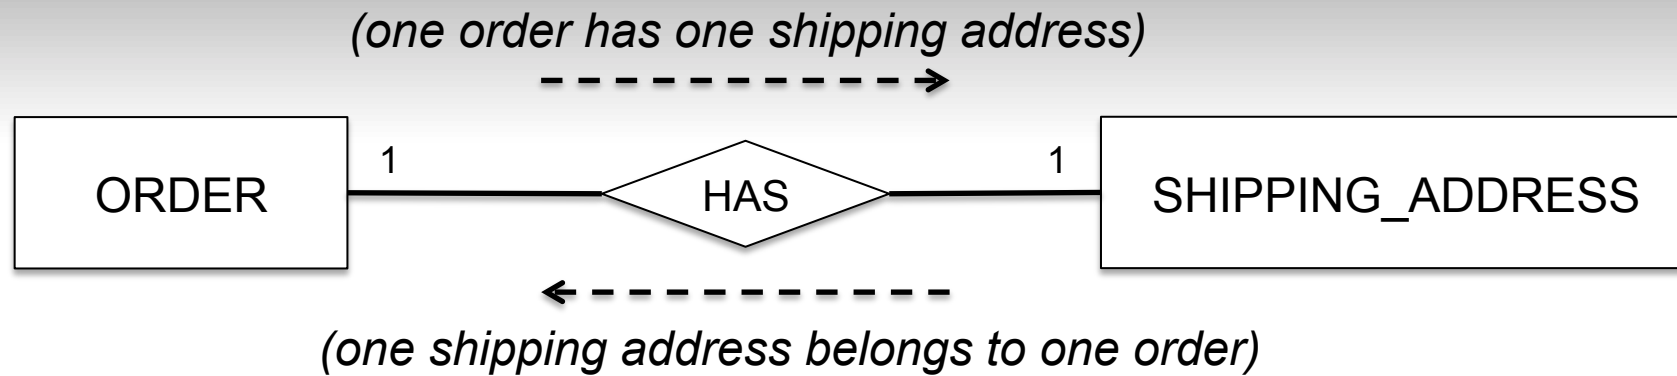 (one order has one shipping address)
ORDER
1
HAS
1
SHIPPING_ADDRESS
(one shipping address belongs to one order)